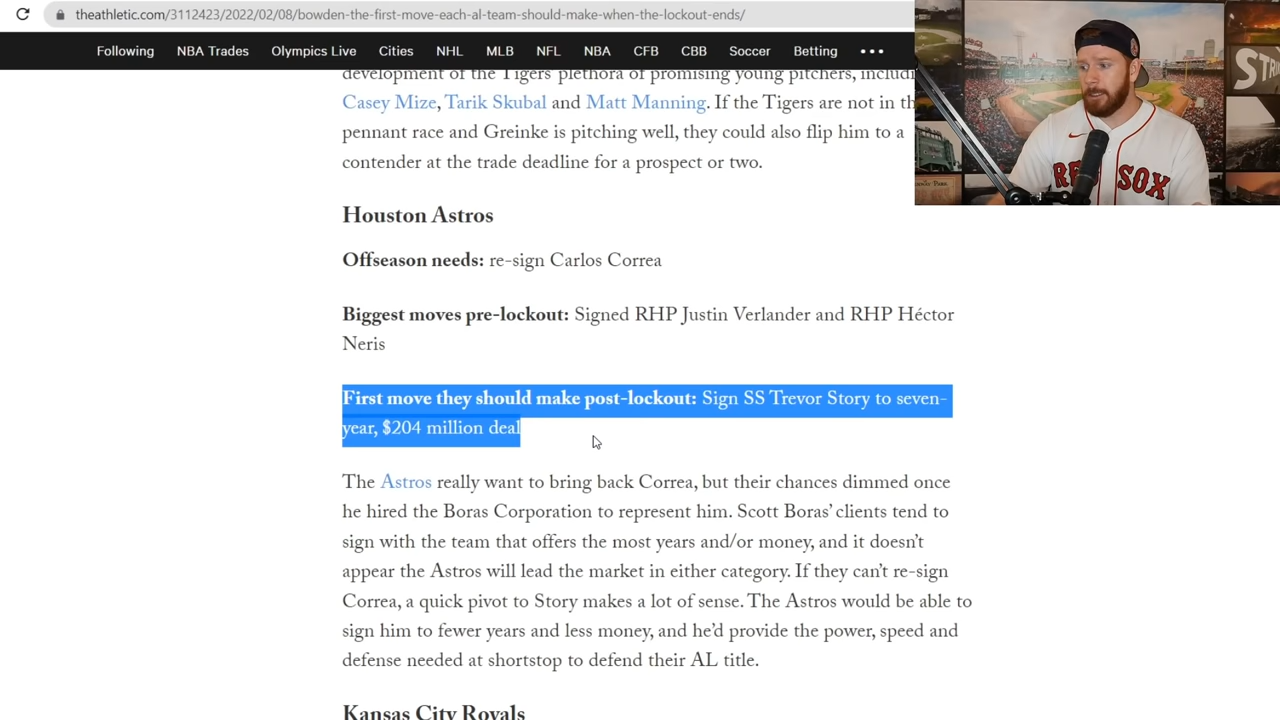 theathletic.com/3112423/2022/02/08/bowden-the-first-move-each-al-team-should-make-when-the-lockout-ends/
Following NBA Trades Olympics Live Cities NHL MLB NFL NBA CFB CBB Soccer Betting •••
development of the Tigers' plethora of promising young pitchers,
Casey Mize, Tarik Skubal and Matt Manning. If the Tigers are not in
pennant race and Greinke is pitching well, they could also flip him to a
contender at the trade deadline for a prospect or two.
RED SOX
Houston Astros
Offseason needs: re-sign Carlos Correa
Biggest moves pre-lockout: Signed RHP Justin Verlander and RHP Héctor
Neris
First move they should make post-lockout: Sign SS Trevor Story to seven-
year, $204 million deal
The Astros really want to bring back Correa, but their chances dimmed once
he hired the Boras Corporation to represent him. Scott Boras' clients tend to
sign with the team that offers the most years and/or money, and it doesn't
appear the Astros will lead the market in either category. If they can't re-sign
Correa, a quick pivot to Story makes a lot of sense. The Astros would be able to
sign him to fewer years and less money, and he'd provide the power, speed and
defense needed at shortstop to defend their AL title.
Kansas City Royals